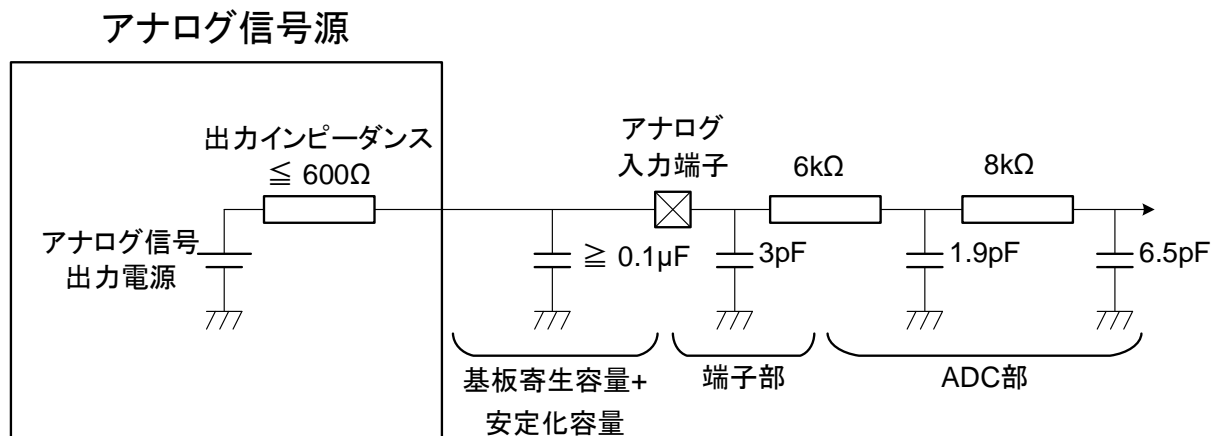 アナログ信号源
出力インピーダンス
≦ 600Ω
アナログ信号
出力電源
アナログ
入力端子
6kΩ
8kΩ
≧ 0.1μF
3pF
1.9pF
6.5pF
基板寄生容量+
安定化容量
端子部
ADC部